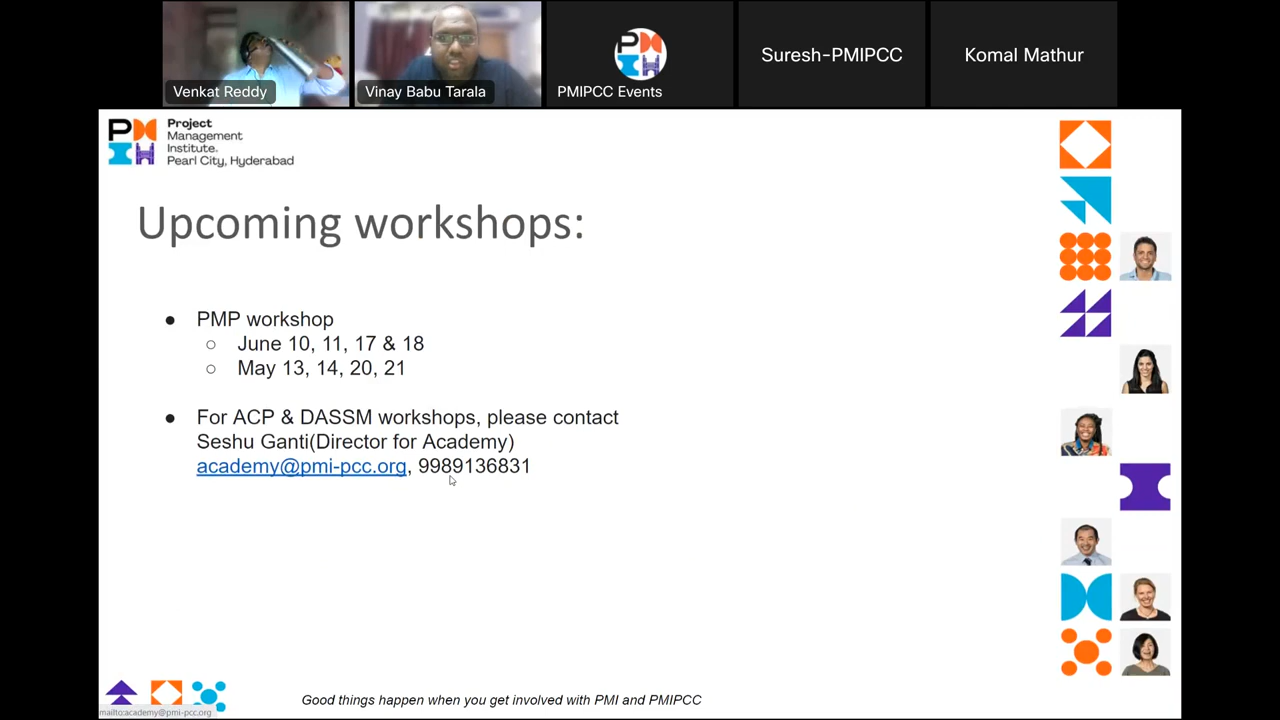 Venkat Reddy
Vinay Babu Tarala
PMIPCC Events
Suresh-PMIPCC
Komal Mathur
Project
Management
Institute.
Pearl City, Hyderabad
Upcoming workshops:
● PMP workshop
○ June 10, 11, 17 & 18
○ May 13, 14, 20, 21
● For ACP & DASSM workshops, please contact
Seshu Ganti(Director for Academy)
academy@pmi-pcc.org, 9989136831
Good things happen when you get involved with PMI and PMIPCC
mailto:academy@pmi-pcc.org